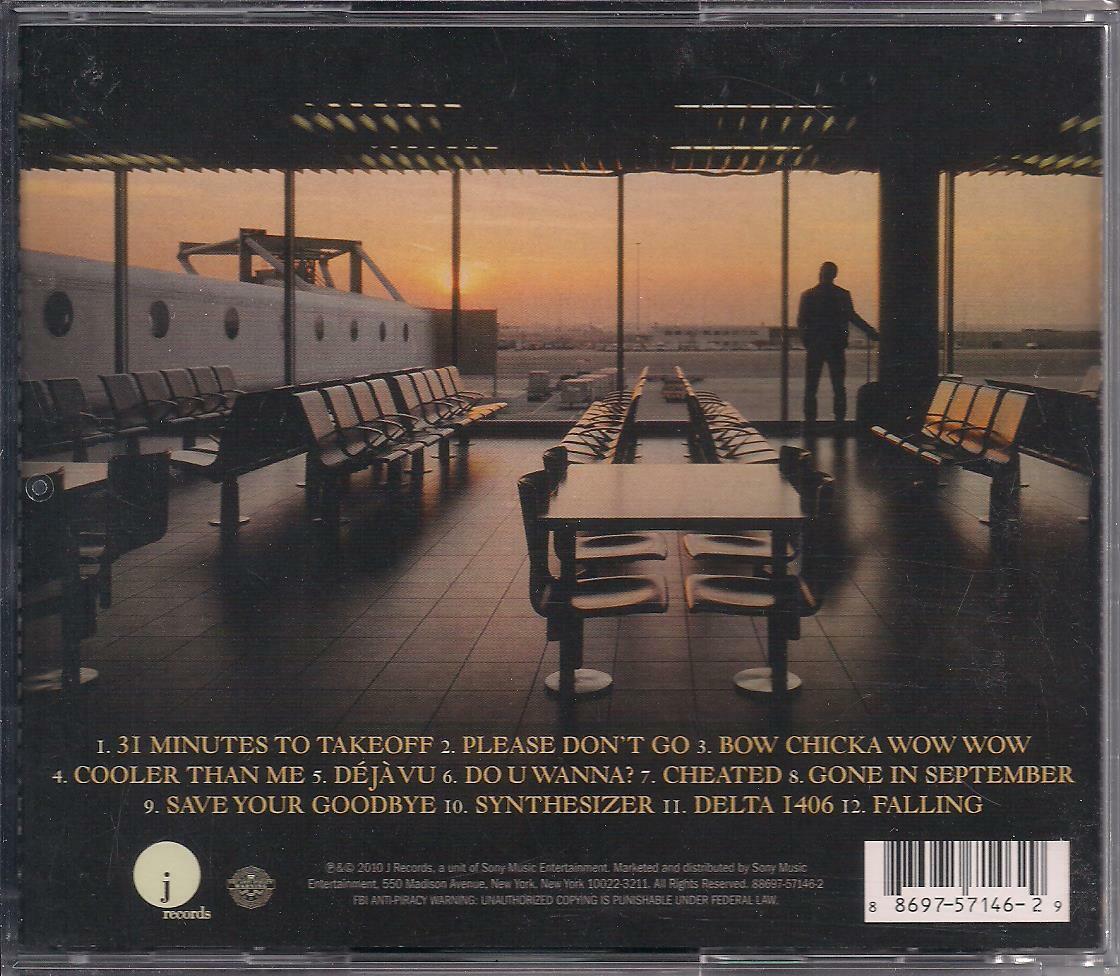 1. 31 MINUTES TO TAKEOFF 2. PLEASE DON'T GO 3. BOW CHICKA WOW WOW
4. COOLER THAN ME 5. DÉJÀ VU 6. DO U WANNA? 7. CHEATED 8. GONE IN SEPTEMBER
9. SAVE YOUR GOODBYE 10. SYNTHESIZER 11. DELTA 1406 12. FALLING
j
records
℗&© 2010 J Records, a unit of Sony Music Entertainment. Marketed and distributed by Sony Music
Entertainment, 550 Madison Avenue, New York, New York 10022-3211. All Rights Reserved. 88697-57146-2
FBI ANTI-PIRACY WARNING: UNAUTHORIZED COPYING IS PUNISHABLE UNDER FEDERAL LAW.
8 8697-57146-2 9